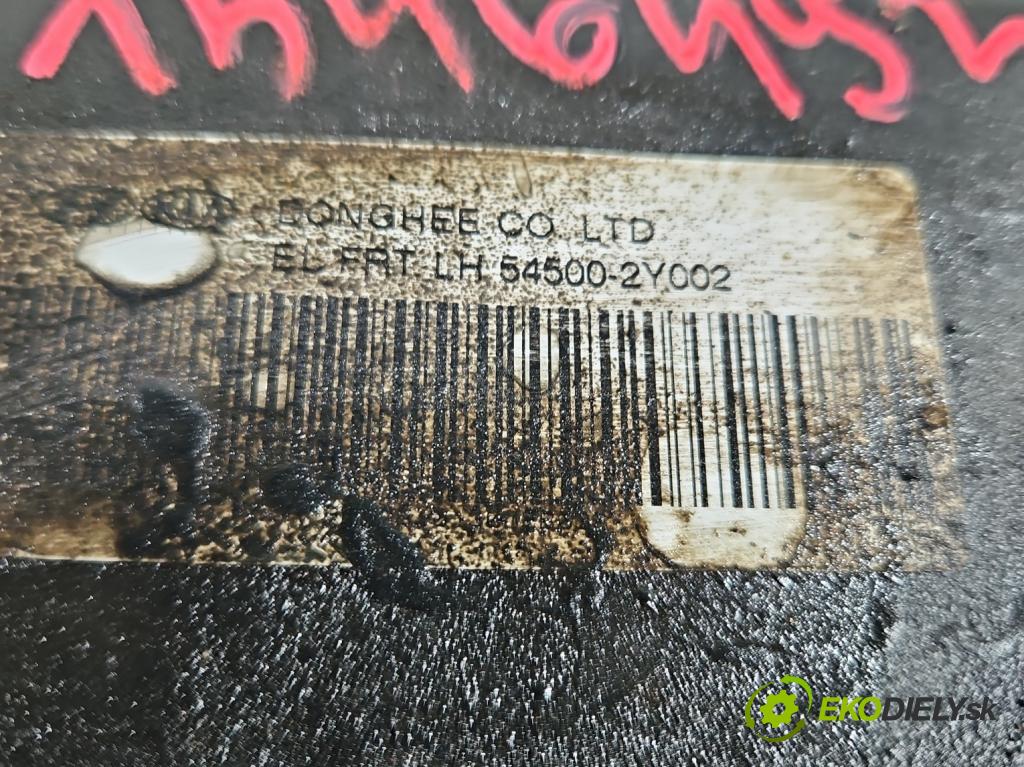 DONGHEE CO. LTD
EL FRT LH 54500-2Y002
EKODIELY.sk